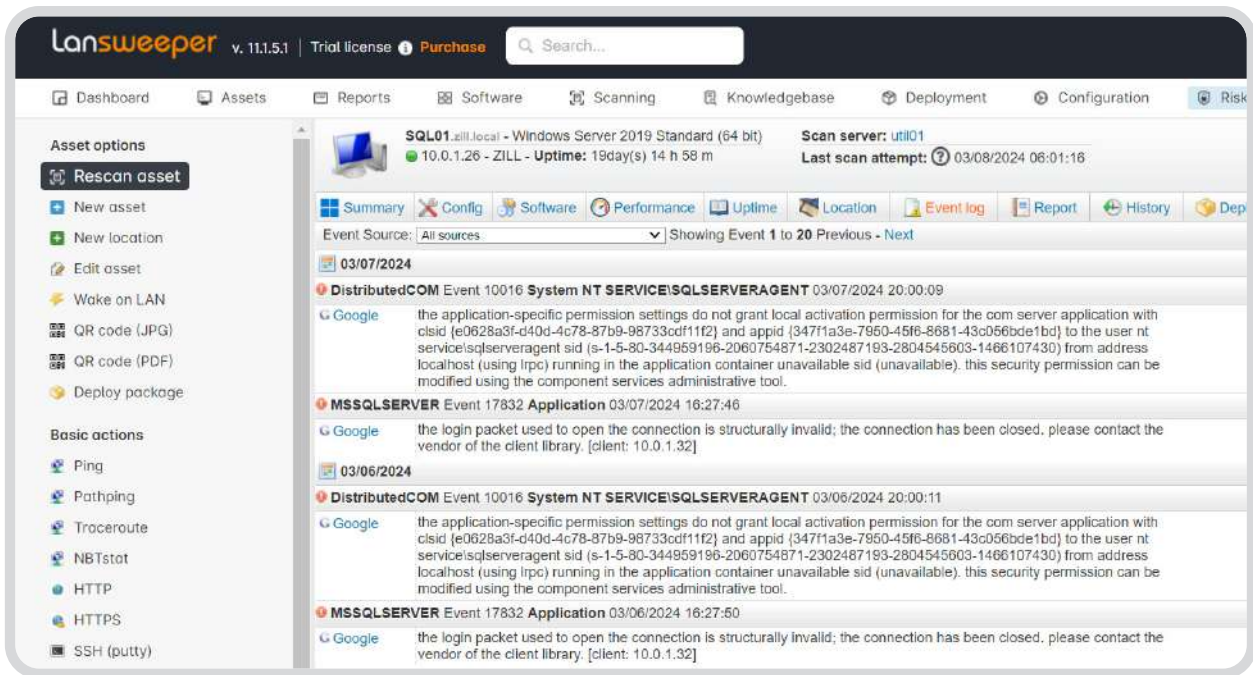 Lansweeper v. 11.1.5.1 | Trial license Purchase Search...
Dashboard Assets Reports Software Scanning Knowledgebase Deployment Configuration Risk
Asset options
Rescan asset
New asset
New location
Edit asset
Wake on LAN
QR code (JPG)
QR code (PDF)
Deploy package
Basic actions
Ping
Pathping
Traceroute
NBTstat
HTTP
HTTPS
SSH (putty)
SQL01.zill.local - Windows Server 2019 Standard (64 bit)
10.0.1.26 - ZILL - Uptime: 19day(s) 14 h 58 m
Scan server: util01
Last scan attempt: ? 03/08/2024 06:01:16
Summary Config Software Performance Uptime Location Event log Report History Dep
Event Source: All sources Showing Event 1 to 20 Previous - Next
03/07/2024
DistributedCOM Event 10016 System NT SERVICE\SQLSERVERAGENT 03/07/2024 20:00:09
Google the application-specific permission settings do not grant local activation permission for the com server application with
clsid {e0628a3f-d40d-4c78-87b9-98733cdf11f2} and appid {347f1a3e-7950-45f6-8681-43c056bde1bd} to the user nt
service\sqlserveragent sid (s-1-5-80-344959196-2060754871-2302487193-2804545603-1466107430) from address
localhost (using lrpc) running in the application container unavailable sid (unavailable). this security permission can be
modified using the component services administrative tool.
MSSQLSERVER Event 17832 Application 03/07/2024 16:27:46
Google the login packet used to open the connection is structurally invalid; the connection has been closed. please contact the
vendor of the client library. [client: 10.0.1.32]
03/06/2024
DistributedCOM Event 10016 System NT SERVICE\SQLSERVERAGENT 03/06/2024 20:00:11
Google the application-specific permission settings do not grant local activation permission for the com server application with
clsid {e0628a3f-d40d-4c78-87b9-98733cdf11f2} and appid {347f1a3e-7950-45f6-8681-43c056bde1bd} to the user nt
service\sqlserveragent sid (s-1-5-80-344959196-2060754871-2302487193-2804545603-1466107430) from address
localhost (using lrpc) running in the application container unavailable sid (unavailable). this security permission can be
modified using the component services administrative tool.
MSSQLSERVER Event 17832 Application 03/06/2024 16:27:50
Google the login packet used to open the connection is structurally invalid; the connection has been closed. please contact the
vendor of the client library. [client: 10.0.1.32]